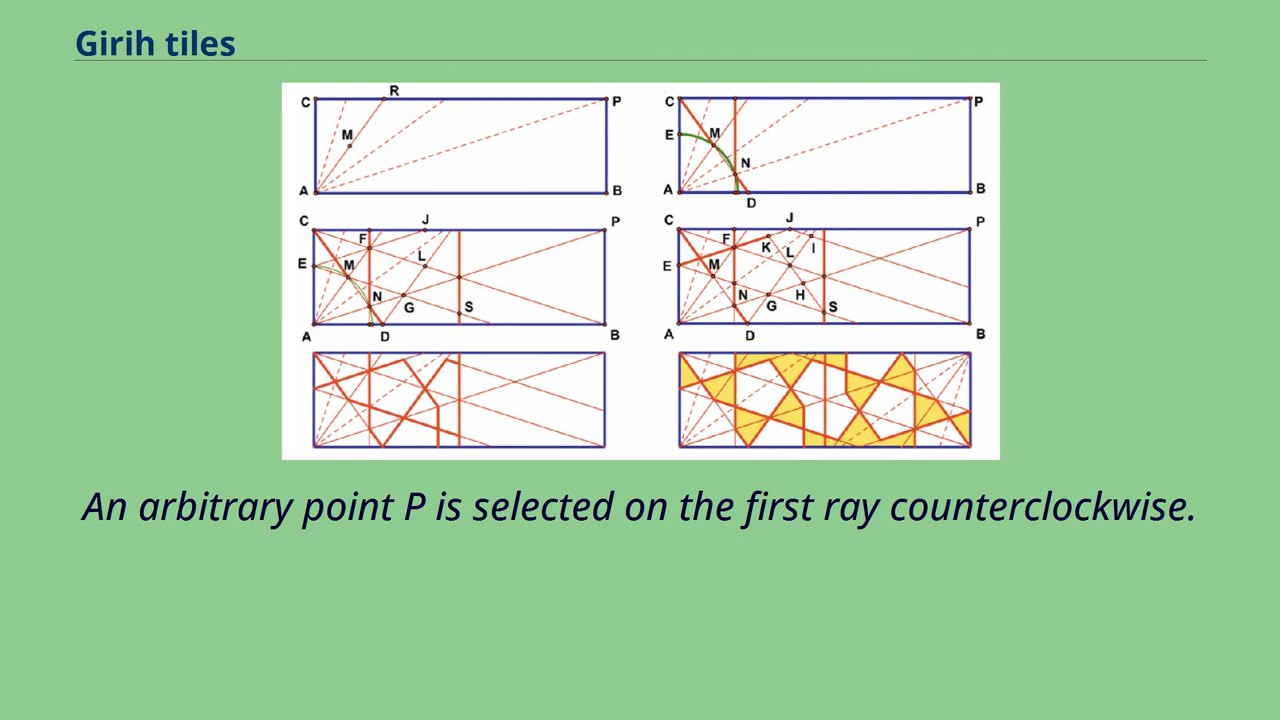 Girih tiles
C R P
M
A B
C P
E M
N
A D B
C J P
F
E M L
N G S
A D B
C J P
F K L I
E M
N G H S
A D B
An arbitrary point P is selected on the first ray counterclockwise.